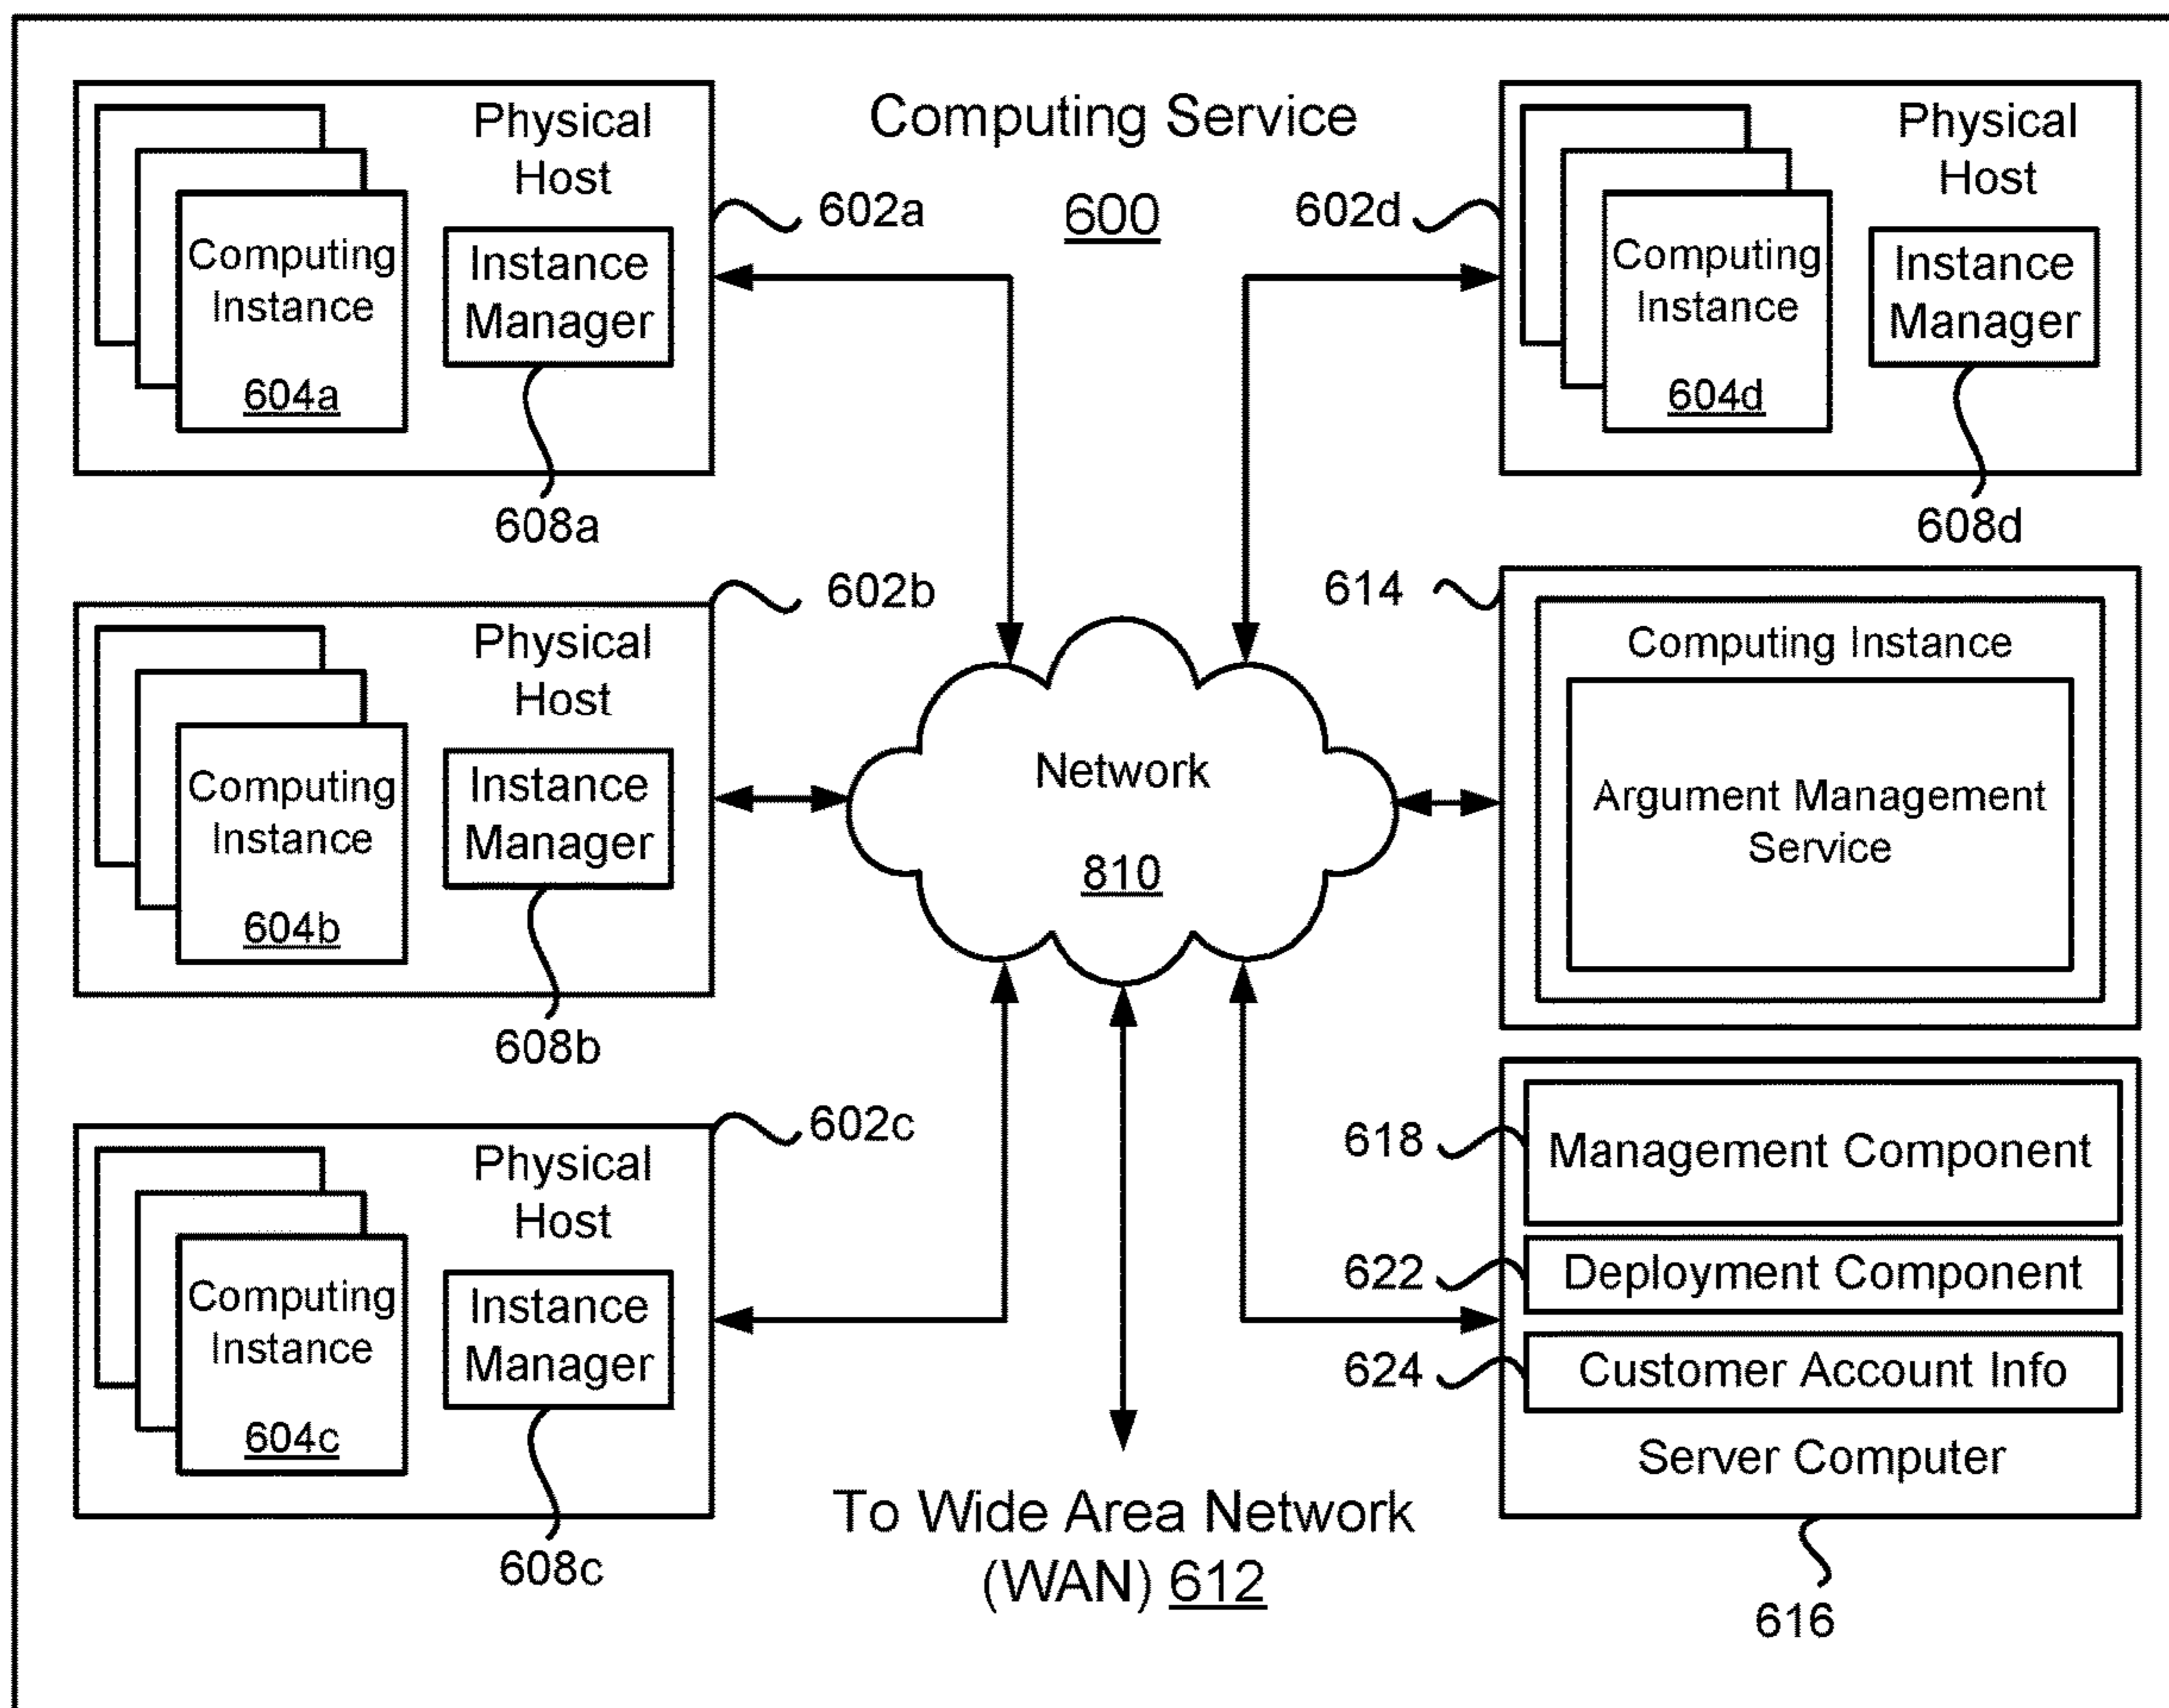 Computing Service
600
Physical
Host
602a
Computing
Instance
604a
Instance
Manager
608a
Physical
Host
602b
Computing
Instance
604b
Instance
Manager
608b
Physical
Host
602c
Computing
Instance
604c
Instance
Manager
608c
Network
810
To Wide Area Network
(WAN) 612
Physical
Host
602d
Computing
Instance
604d
Instance
Manager
608d
614
Computing Instance
Argument Management
Service
618
Management Component
622
Deployment Component
624
Customer Account Info
Server Computer
616